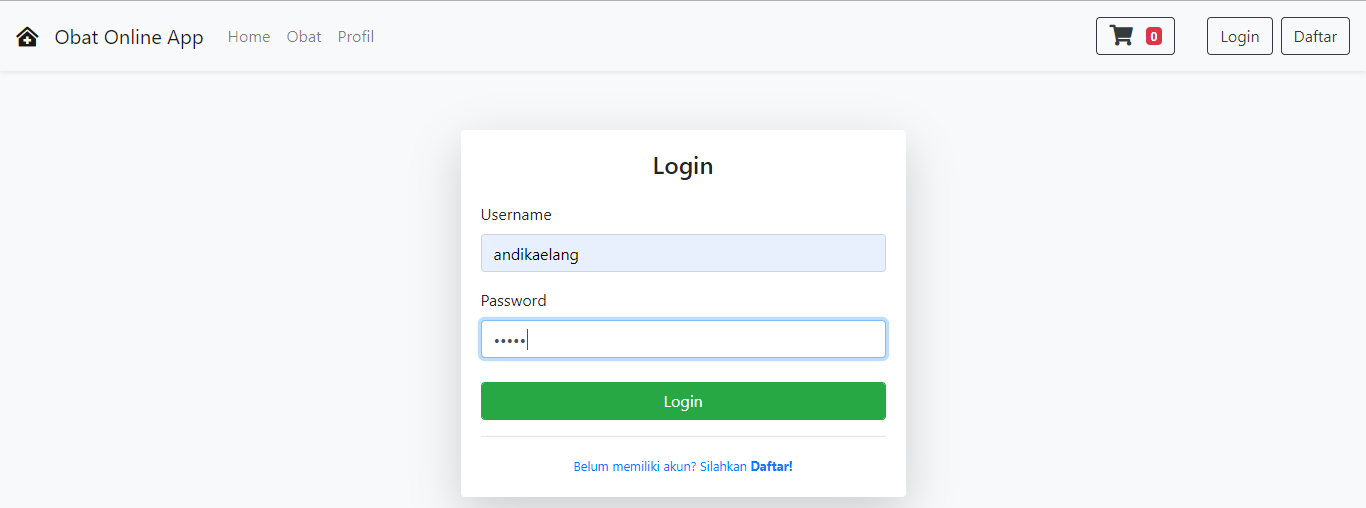 Obat Online App Home Obat Profil 0 Login Daftar
Login
Username
andikaelang
Password
•••••
Login
Belum memiliki akun? Silahkan Daftar!